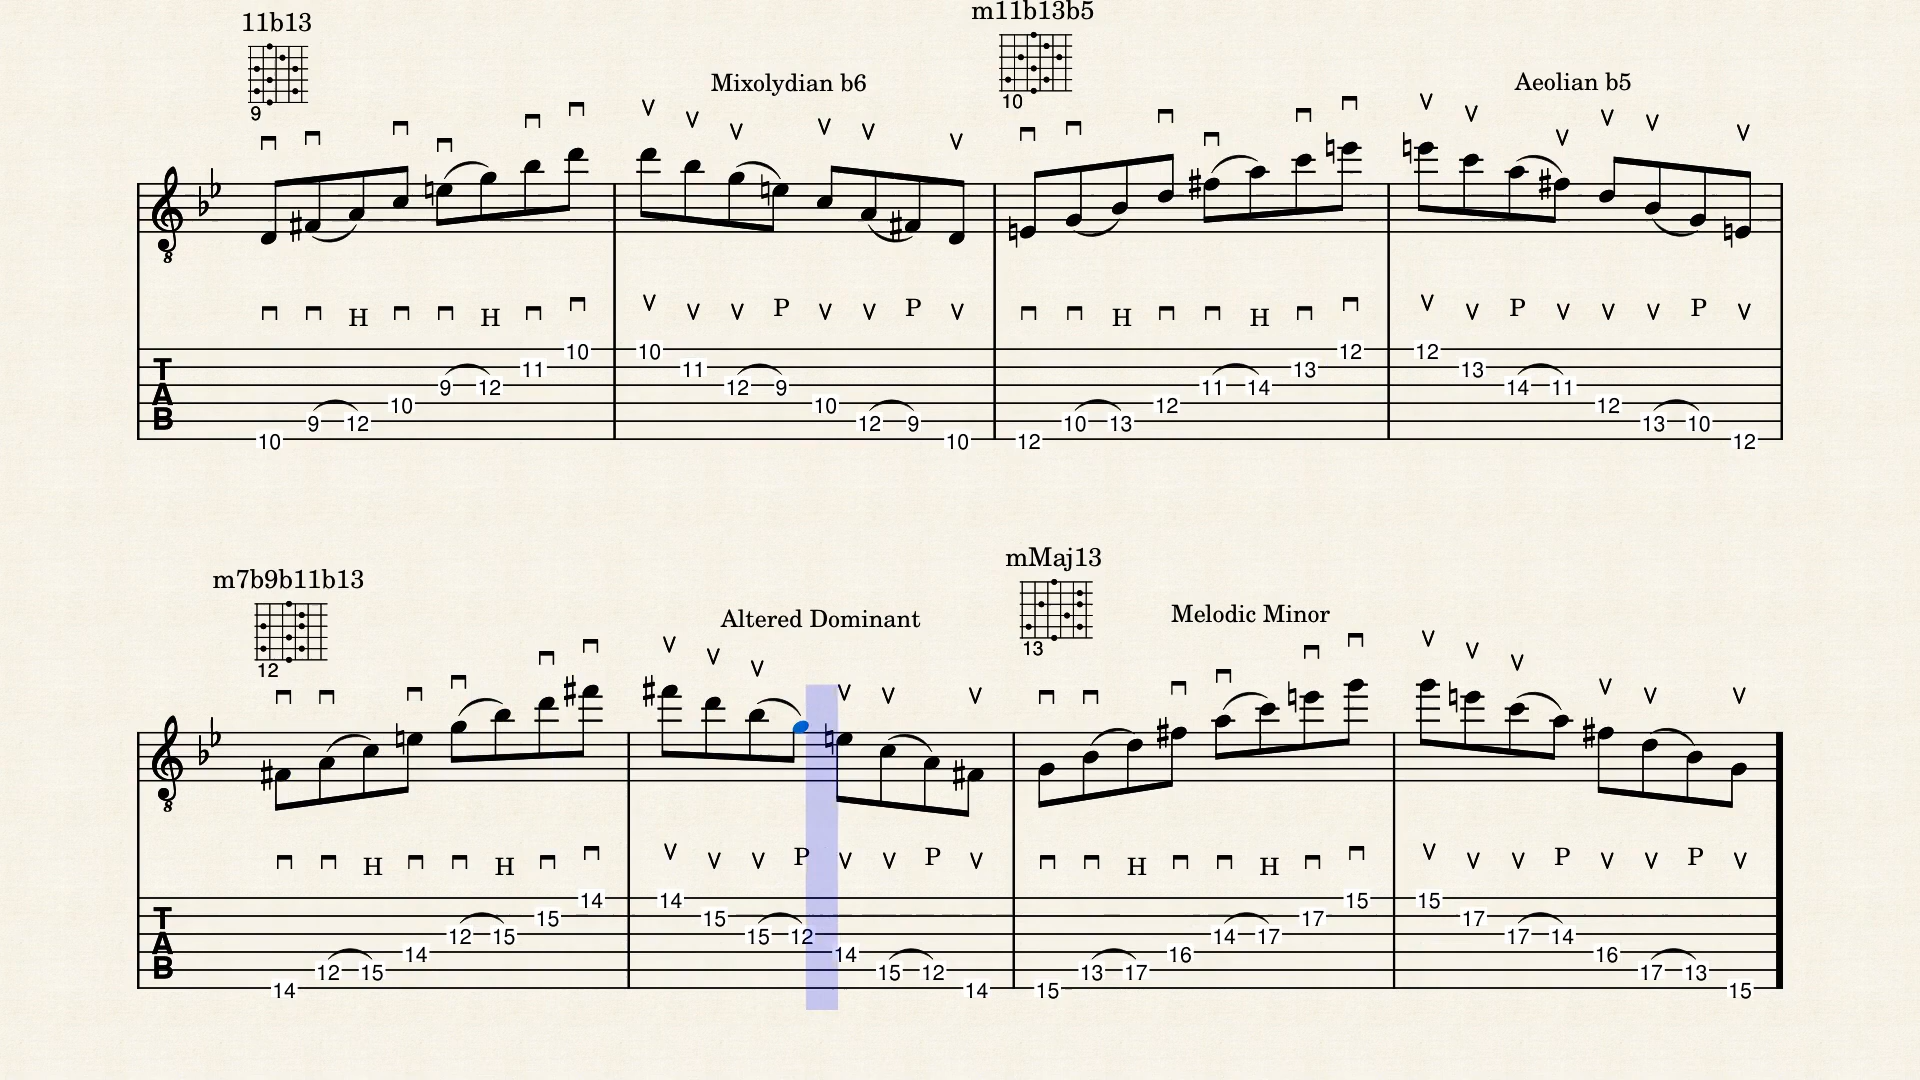 11b13
m11b13b5
9
Mixolydian b6
10
Aeolian b5
8
H H P P H H P P
T A B
10 9 12 10 9 12 11 10 10 11 12 9 10 12 9 10 12 10 13 12 11 14 13 12 12 13 14 11 12 13 10 12
m7b9b11b13
mMaj13
12
Altered Dominant
13
Melodic Minor
8
H H P P H H P P
T A B
14 12 15 14 12 15 15 14 14 15 15 12 14 15 12 14 15 13 17 16 14 17 17 15 15 17 17 14 16 17 13 15